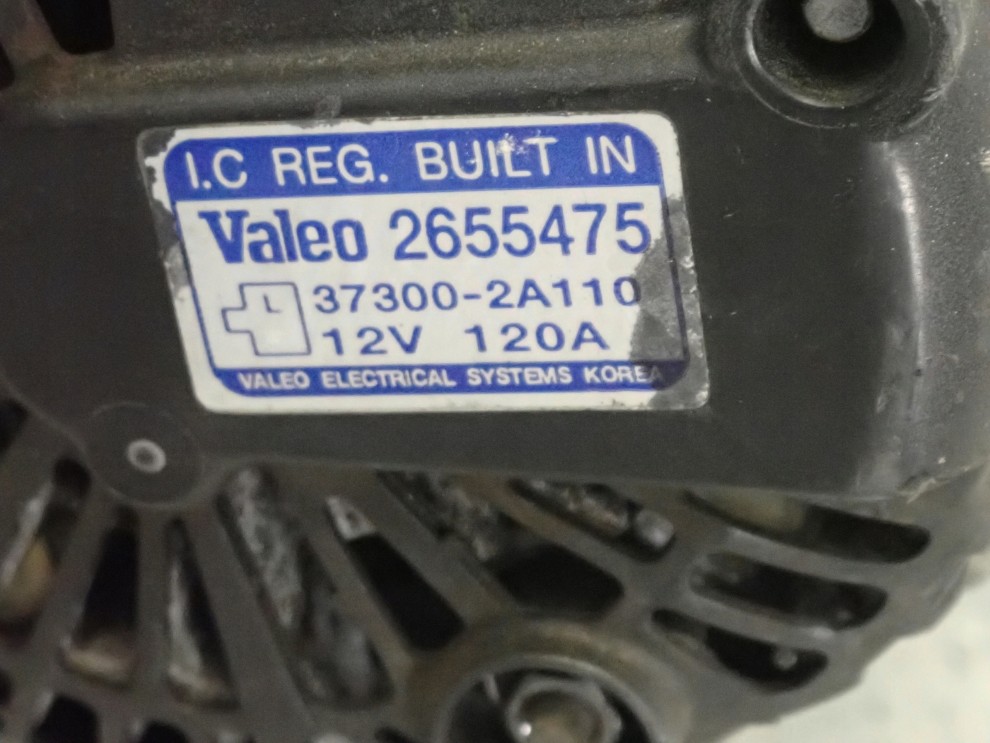 I.C REG. BUILT IN
Valeo 2655475
L 37300-2A110
12V 120A
VALEO ELECTRICAL SYSTEMS KOREA